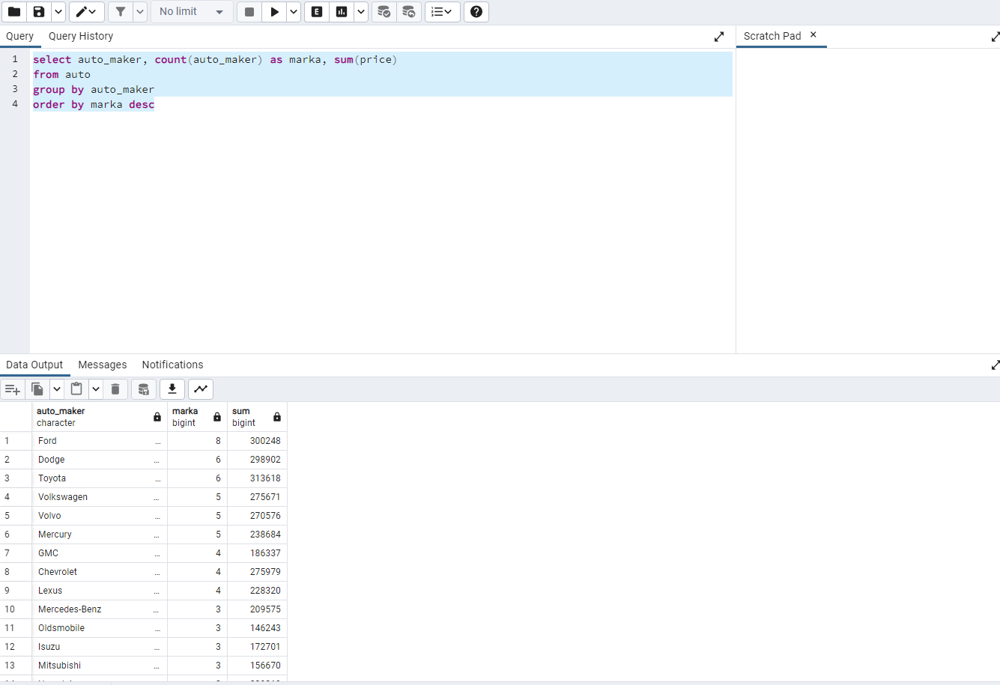 No limit
E
Query Query History
Scratch Pad ×
1 select auto_maker, count(auto_maker) as marka, sum(price)
2 from auto
3 group by auto_maker
4 order by marka desc
Data Output Messages Notifications
auto_maker marka sum
character bigint bigint
1 Ford ... 8 300248
2 Dodge ... 6 298902
3 Toyota ... 6 313618
4 Volkswagen ... 5 275671
5 Volvo ... 5 270576
6 Mercury ... 5 238684
7 GMC ... 4 186337
8 Chevrolet ... 4 275979
9 Lexus ... 4 228320
10 Mercedes-Benz ... 3 209575
11 Oldsmobile ... 3 146243
12 Isuzu ... 3 172701
13 Mitsubishi ... 3 156670